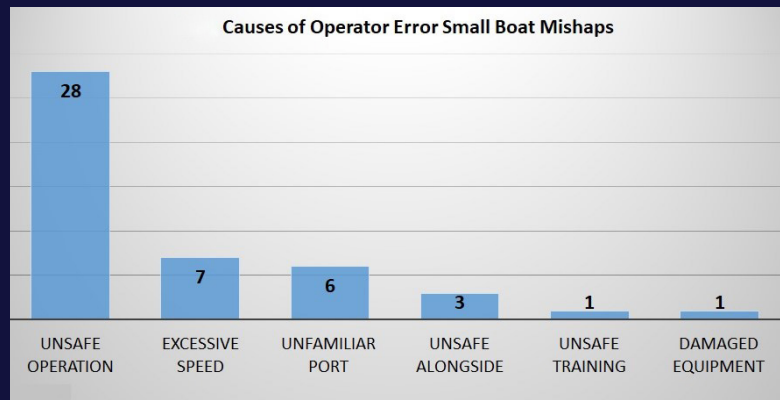 Causes of Operator Error Small Boat Mishaps
28
7
6
3
1
1
UNSAFE OPERATION
EXCESSIVE SPEED
UNFAMILIAR PORT
UNSAFE ALONGSIDE
UNSAFE TRAINING
DAMAGED EQUIPMENT